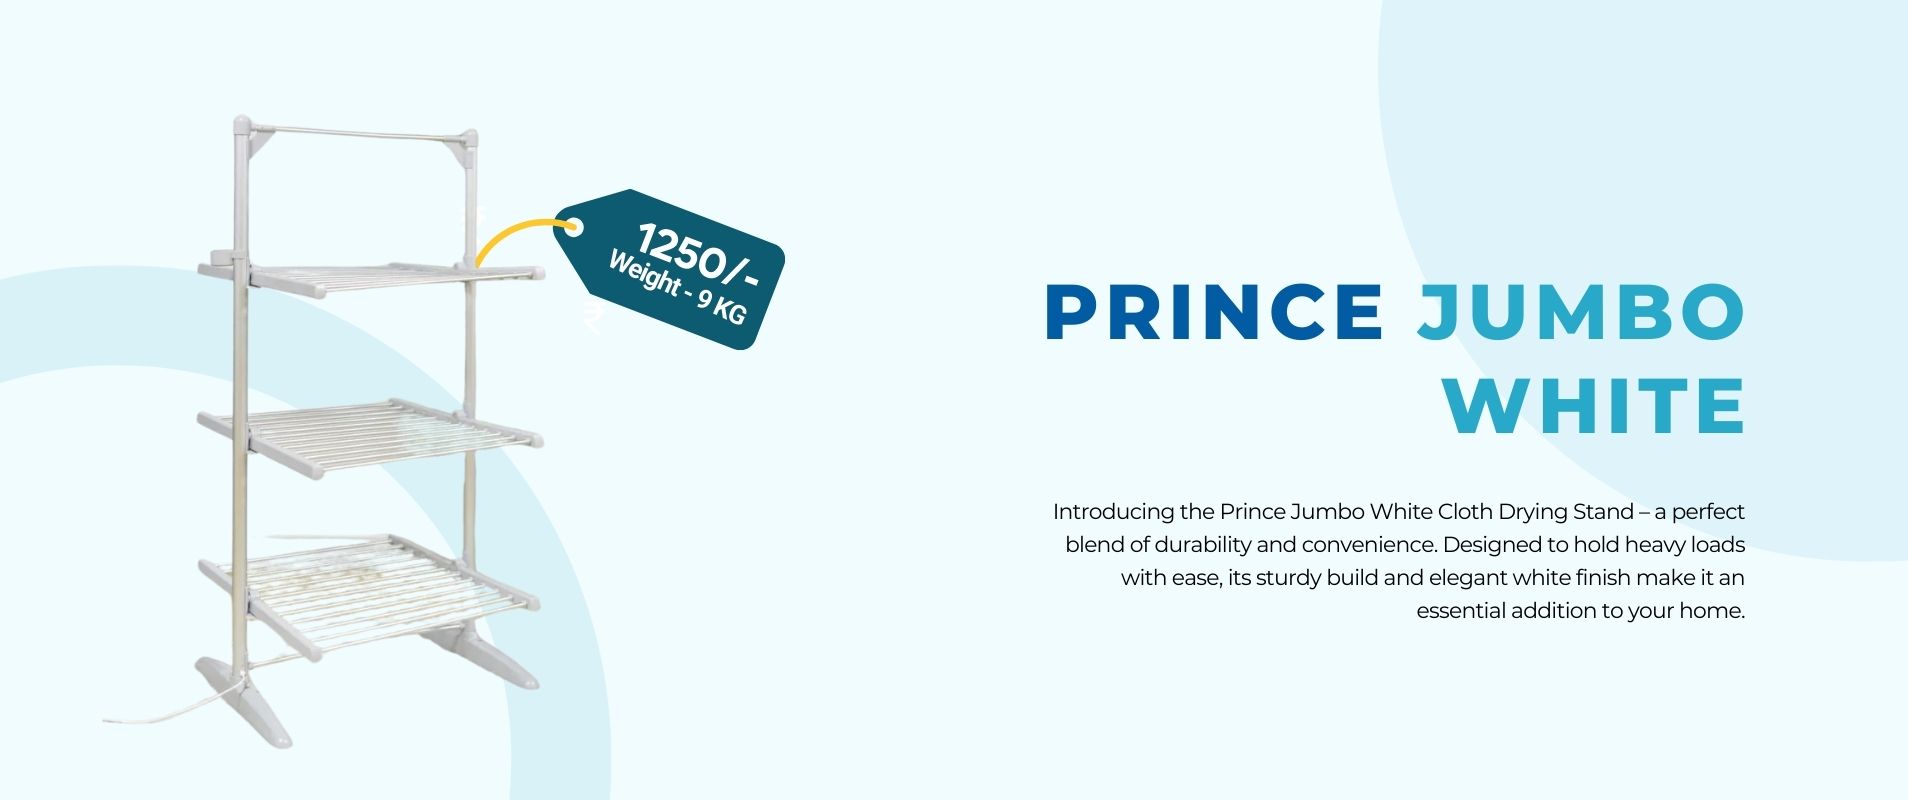 1250/-
Weight - 9 KG
PRINCE JUMBO
WHITE
Introducing the Prince Jumbo White Cloth Drying Stand – a perfect
blend of durability and convenience. Designed to hold heavy loads
with ease, its sturdy build and elegant white finish make it an
essential addition to your home.